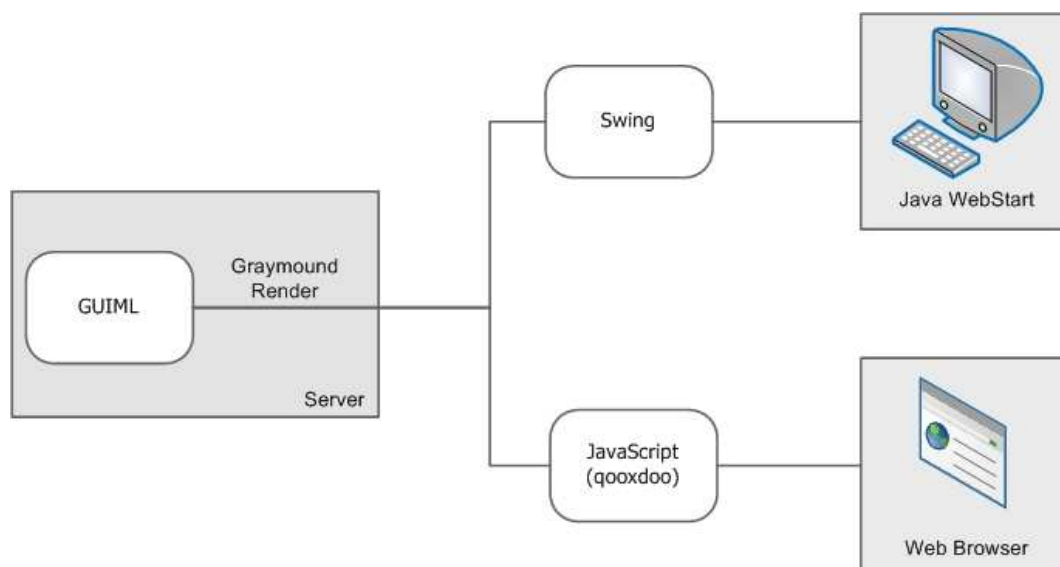 Swing
Java WebStart
Graymound
Render
GUIML
Server
JavaScript
(qooxdoo)
Web Browser